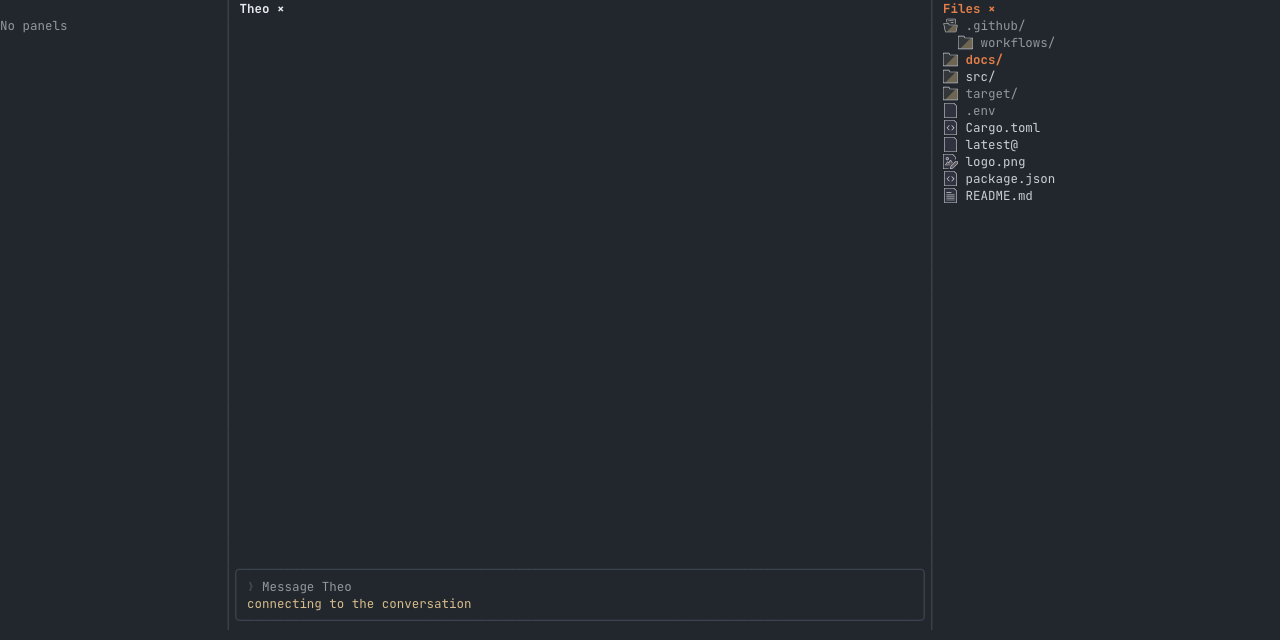 No panels
Theo ×
❭ Message Theo
connecting to the conversation
Files ×
.github/
workflows/
docs/
src/
target/
.env
Cargo.toml
latest@
logo.png
package.json
README.md